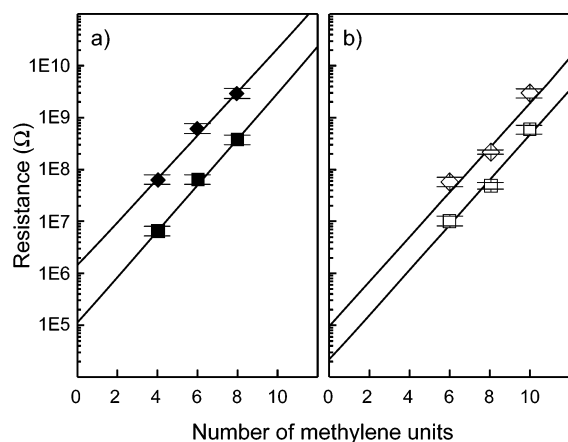 a)
b)
1E10
1E9
1E8
1E7
1E6
1E5
Resistance (Ω)
0 2 4 6 8 10
0 2 4 6 8 10
Number of methylene units